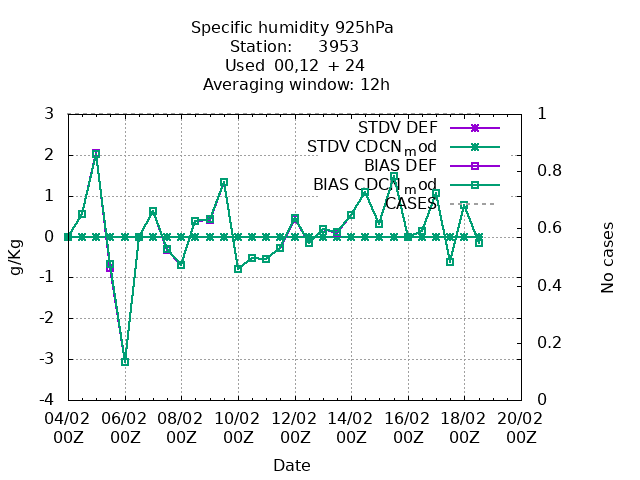 Specific humidity 925hPa
Station: 3953
Used 00,12 + 24
Averaging window: 12h
3
2
1
0
-1
-2
-3
-4
g/Kg
1
0.8
0.6
0.4
0.2
0
No cases
STDV DEF
STDV CDCN_mod
BIAS DEF
BIAS CDCN_mod
CASES
04/02 06/02 08/02 10/02 12/02 14/02 16/02 18/02 20/02
00Z 00Z 00Z 00Z 00Z 00Z 00Z 00Z 00Z
Date